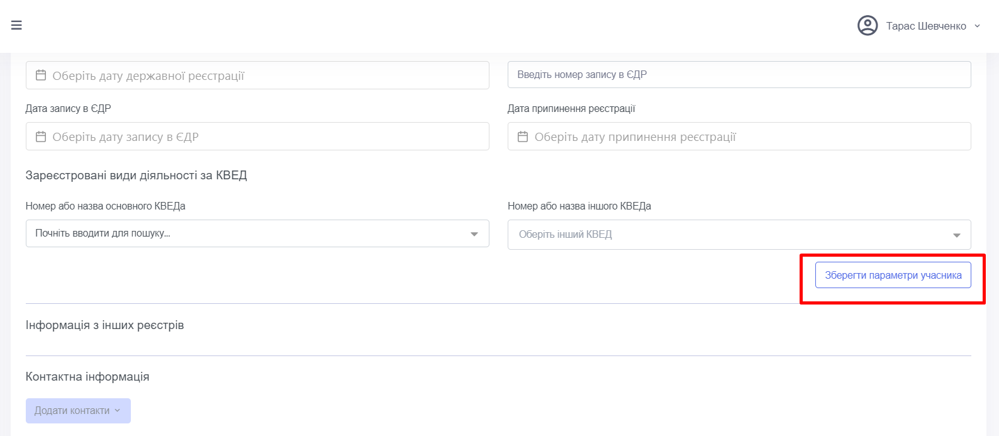 Тарас Шевченко
Оберіть дату державної реєстрації
Введіть номер запису в ЄДР
Дата запису в ЄДР
Дата припинення реєстрації
Оберіть дату запису в ЄДР
Оберіть дату припинення реєстрації
Зареєстровані види діяльності за КВЕД
Номер або назва основного КВЕДа
Номер або назва іншого КВЕДа
Почніть вводити для пошуку...
Оберіть інший КВЕД
Зберегти параметри учасника
Інформація з інших реєстрів
Контактна інформація
Додати контакти